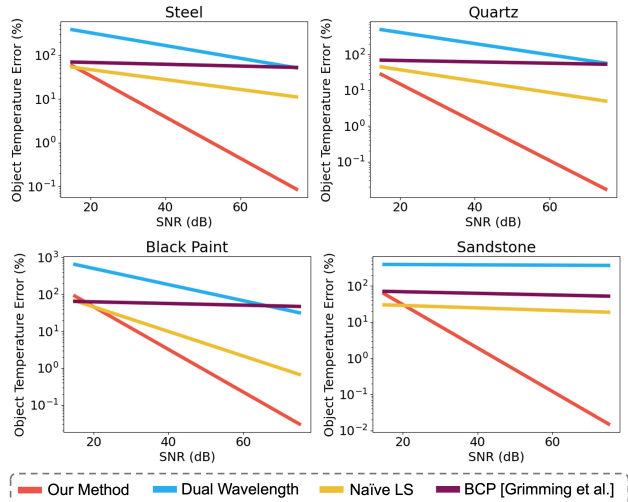 Steel
Object Temperature Error (%)
10²
10¹
10⁰
10⁻¹
20
40
60
SNR (dB)
Quartz
Object Temperature Error (%)
10²
10¹
10⁰
10⁻¹
20
40
60
SNR (dB)
Black Paint
Object Temperature Error (%)
10³
10²
10¹
10⁰
10⁻¹
20
40
60
SNR (dB)
Sandstone
Object Temperature Error (%)
10²
10¹
10⁰
10⁻¹
10⁻²
20
40
60
SNR (dB)
Our Method Dual Wavelength Naïve LS BCP [Grimming et al.]